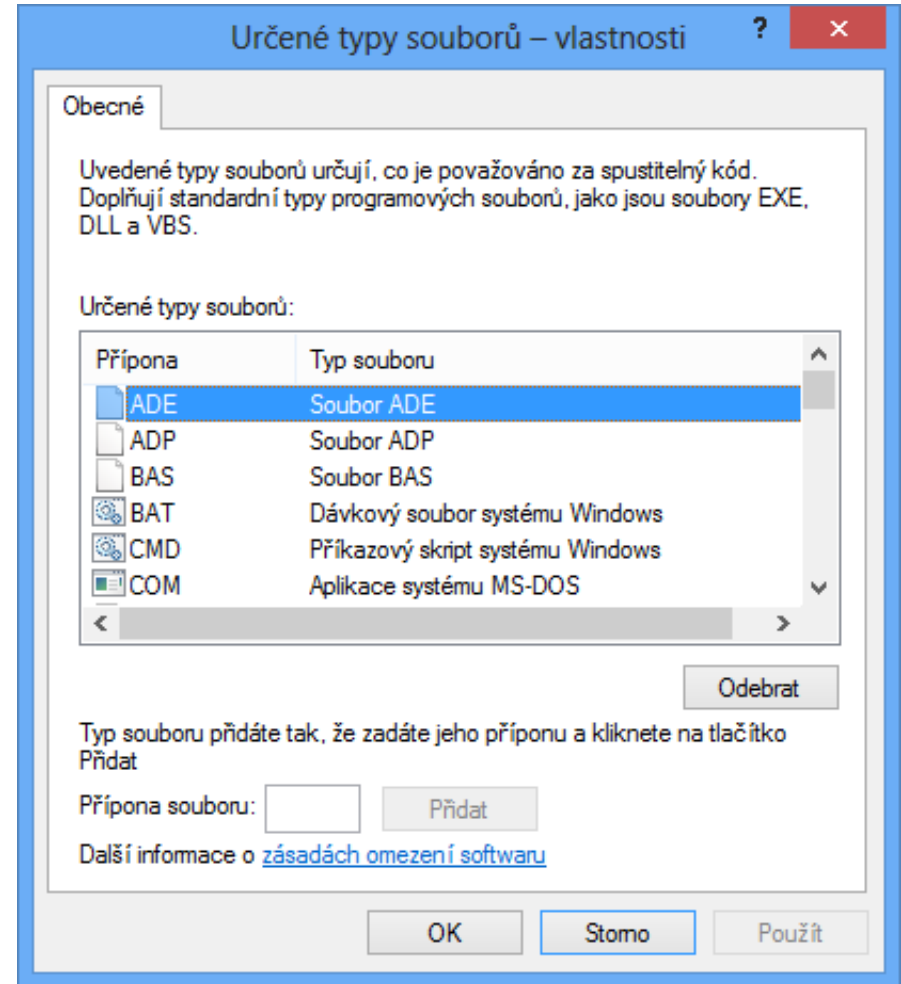 Určené typy souborů – vlastnosti
?
Obecné
Uvedené typy souborů určují, co je považováno za spustitelný kód.
Doplňují standardní typy programových souborů, jako jsou soubory EXE,
DLL a VBS.
Určené typy souborů:
Přípona Typ souboru
ADE Soubor ADE
ADP Soubor ADP
BAS Soubor BAS
BAT Dávkový soubor systému Windows
CMD Příkazový skript systému Windows
COM Aplikace systému MS-DOS
Odebrat
Typ souboru přidáte tak, že zadáte jeho příponu a kliknete na tlačítko
Přidat
Přípona souboru: Přidat
Další informace o zásadách omezení softwaru
OK Storno Použít